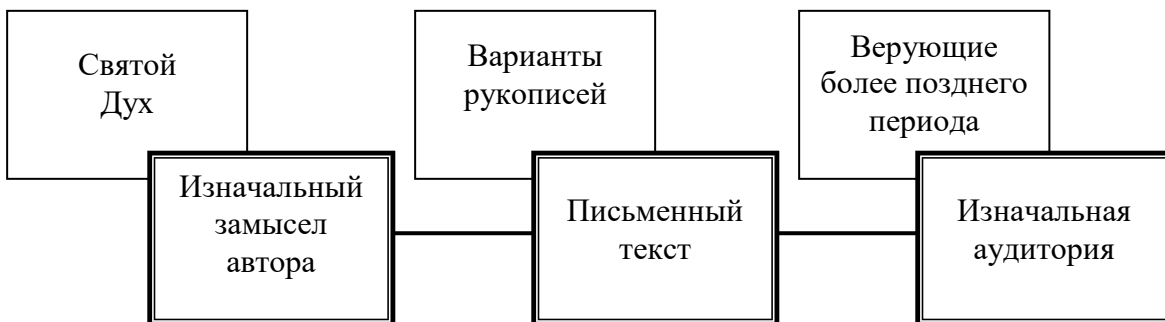 Святой
Дух
Варианты
рукописей
Верующие
более позднего
периода
Изначальный
замысел
автора
Письменный
текст
Изначальная
аудитория